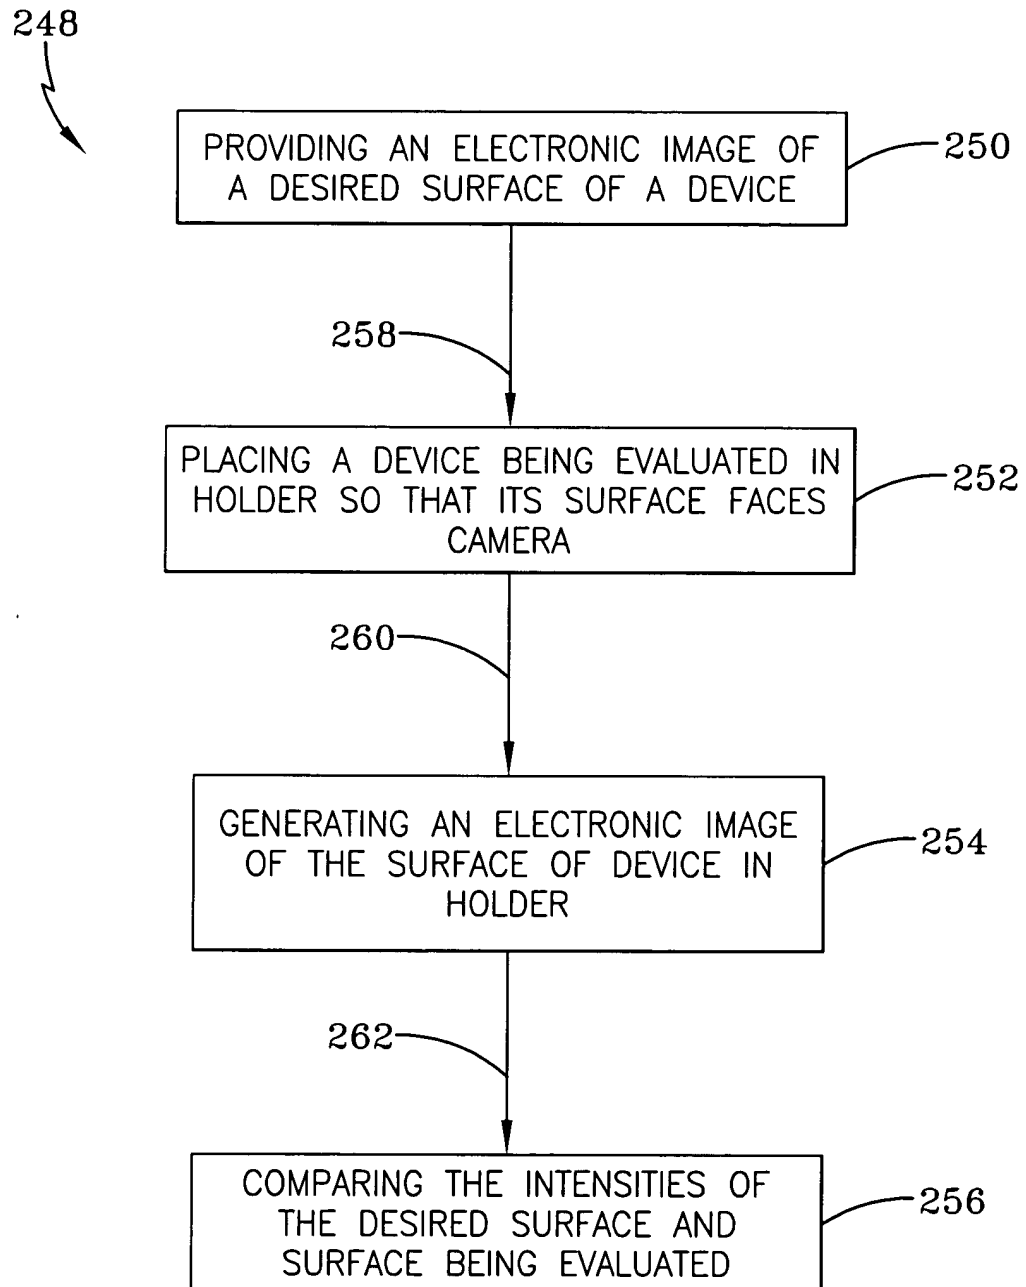 248
PROVIDING AN ELECTRONIC IMAGE OF
A DESIRED SURFACE OF A DEVICE
250
258
PLACING A DEVICE BEING EVALUATED IN
HOLDER SO THAT ITS SURFACE FACES
CAMERA
252
260
GENERATING AN ELECTRONIC IMAGE
OF THE SURFACE OF DEVICE IN
HOLDER
254
262
COMPARING THE INTENSITIES OF
THE DESIRED SURFACE AND
SURFACE BEING EVALUATED
256